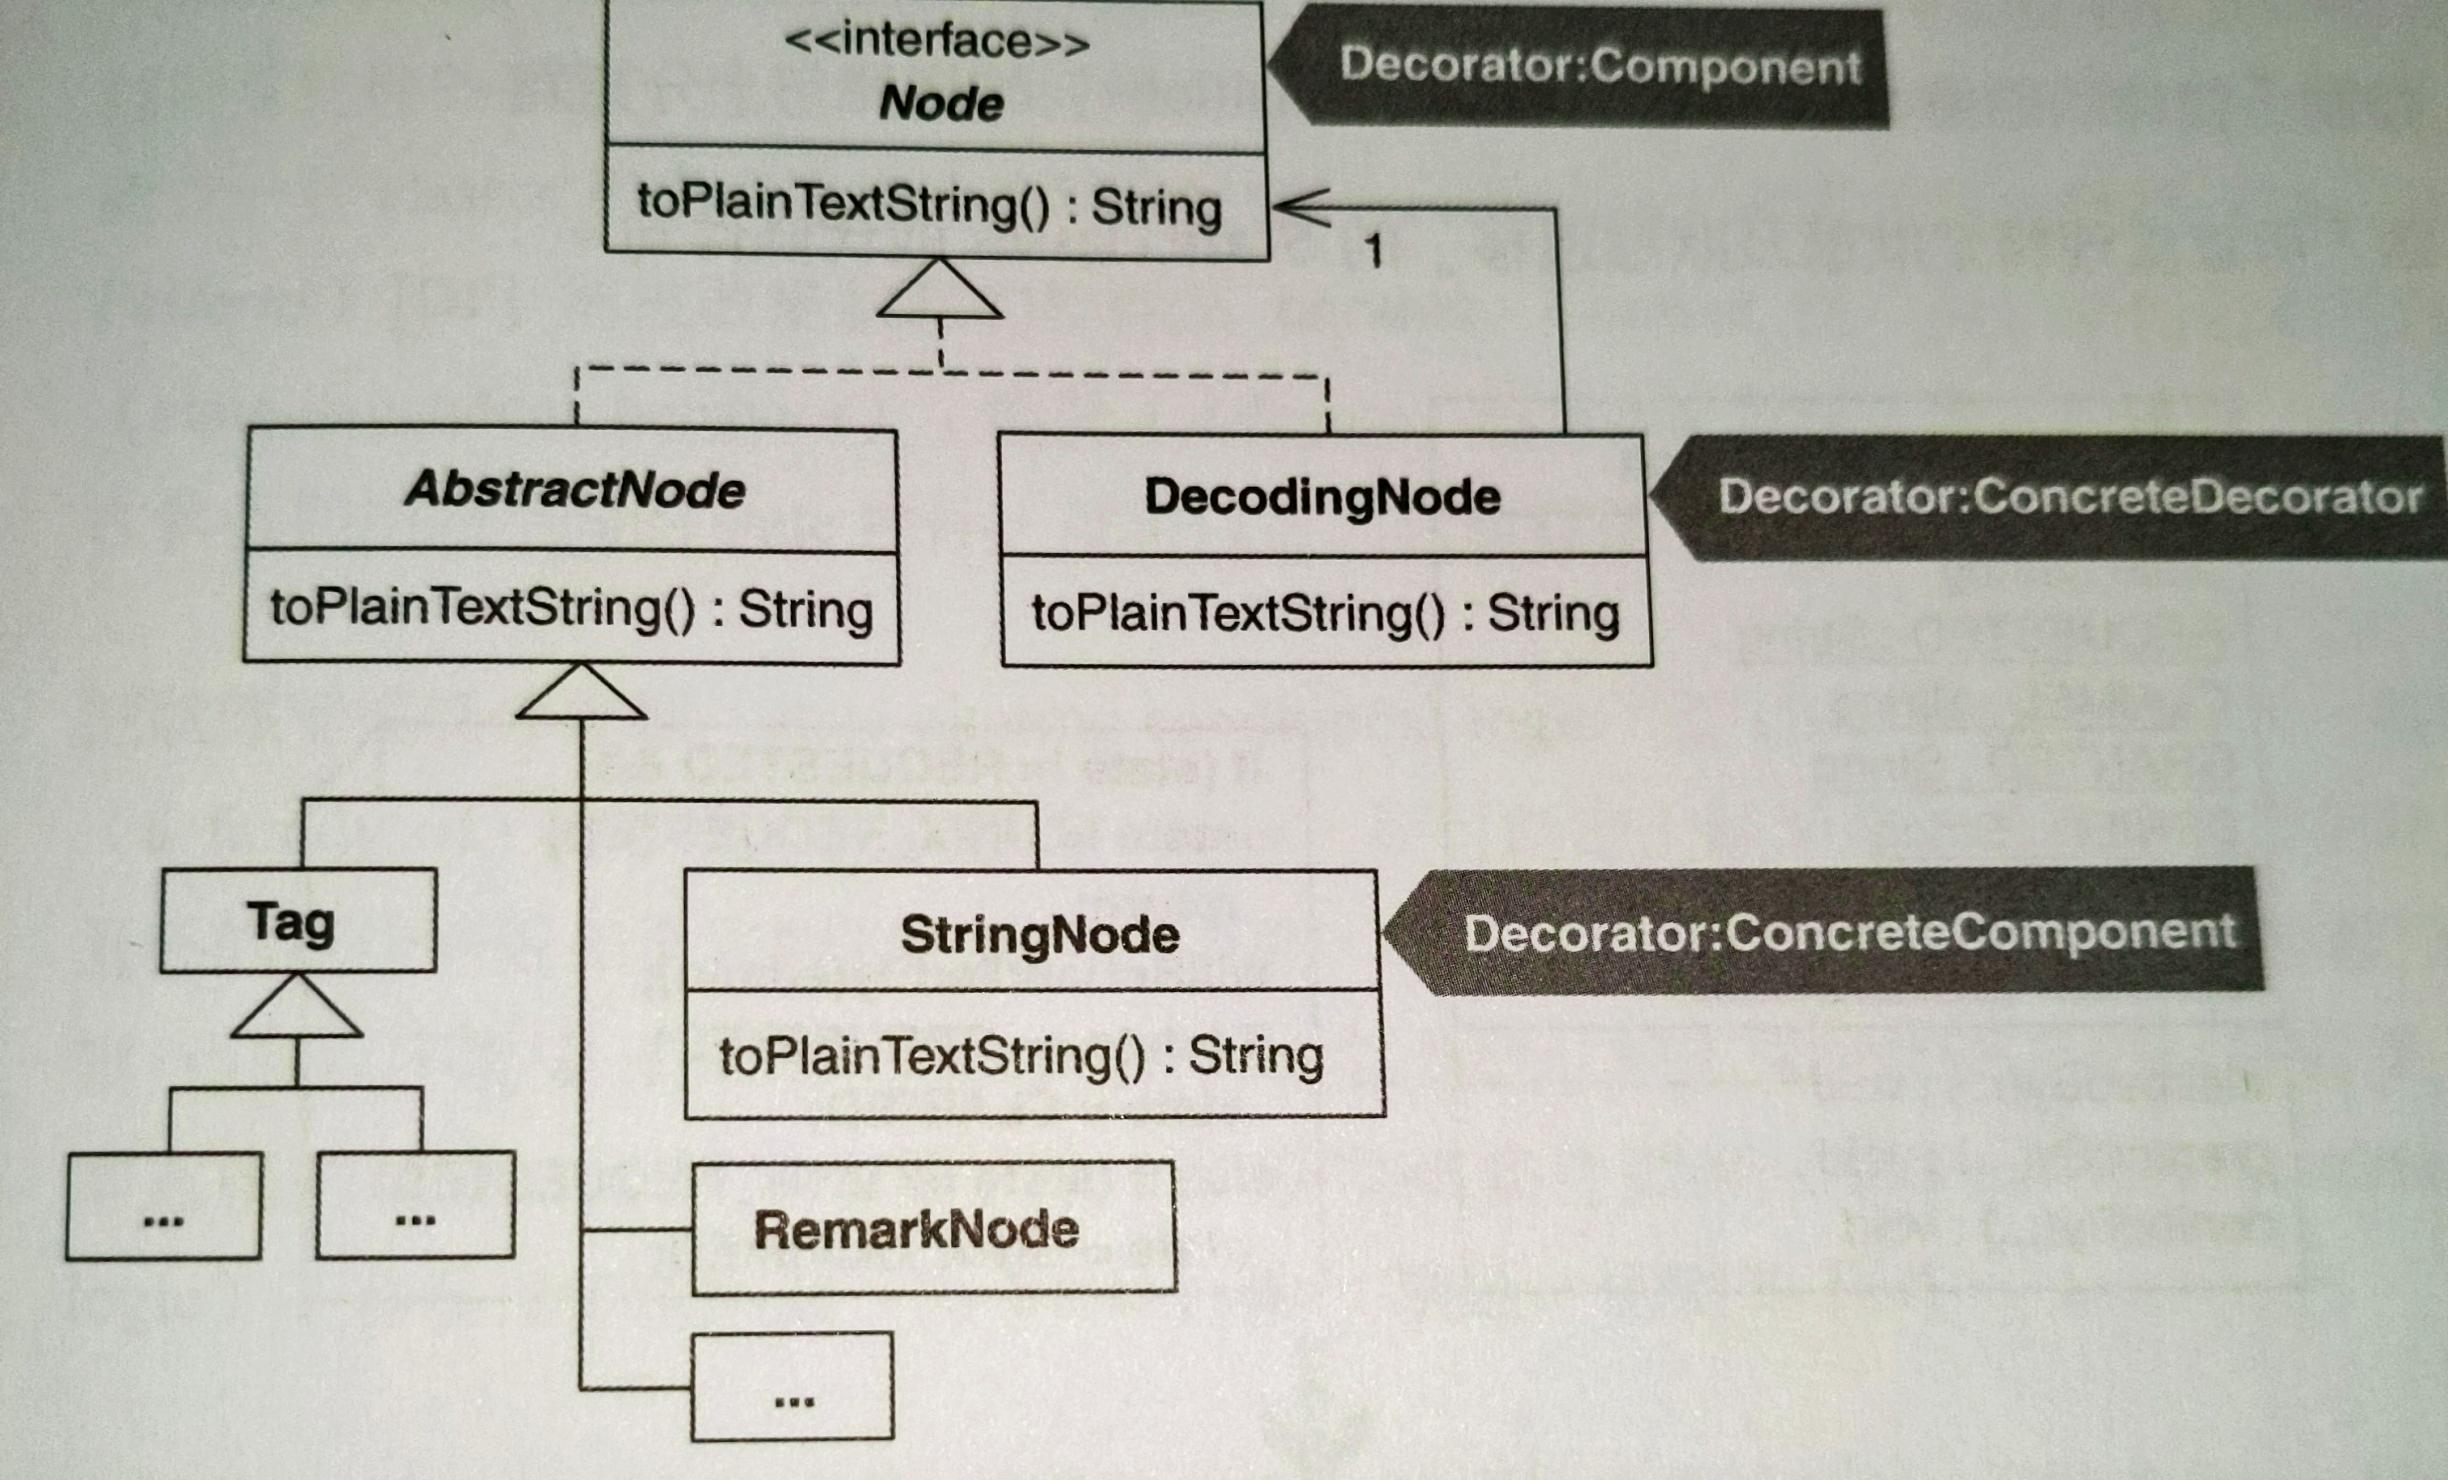 <<interface>>
Node
Decorator:Component
toPlainTextString() : String
1
AbstractNode
toPlainTextString() : String
DecodingNode
toPlainTextString() : String
Decorator:ConcreteDecorator
Tag
...
...
StringNode
toPlainTextString() : String
Decorator:ConcreteComponent
RemarkNode
...